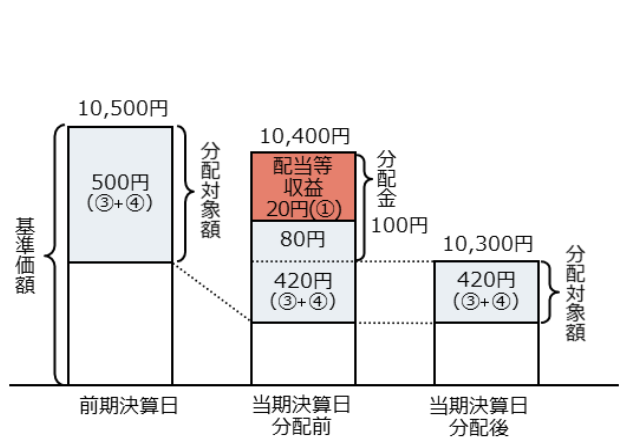 10,500円
500円
(③+④)
分配対象額
基準価額
前期決算日
10,400円
配当等
収益
20円(①)
80円
420円
(③+④)
分配金
100円
当期決算日
分配前
10,300円
420円
(③+④)
分配対象額
当期決算日
分配後